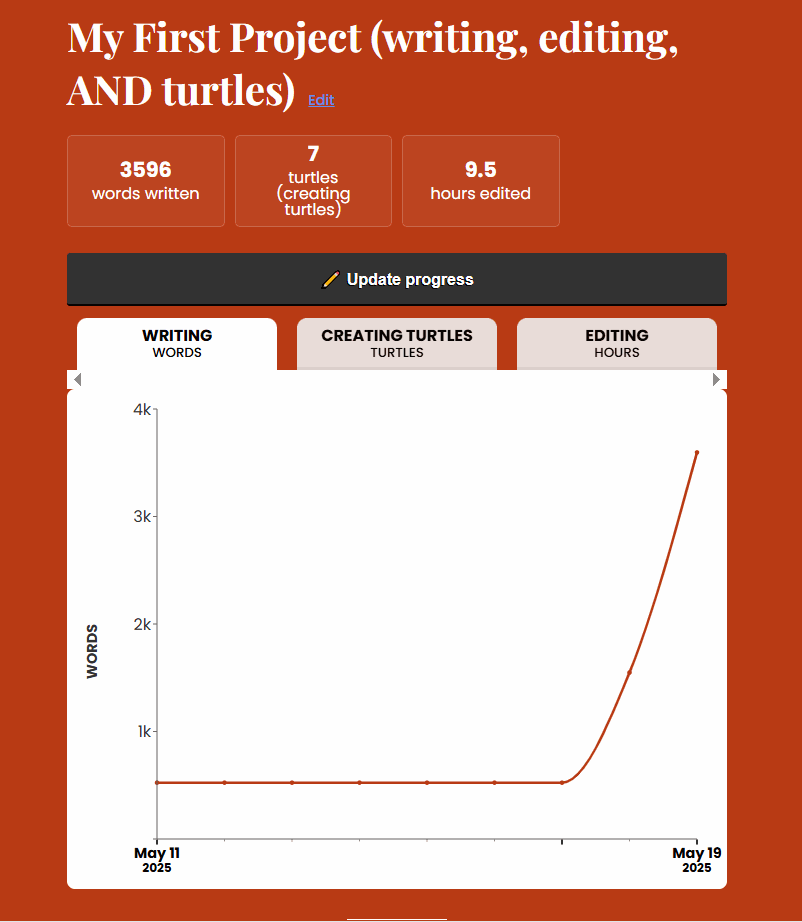 My First Project (writing, editing,
AND turtles) Edit
3596
words written
7
turtles
(creating
turtles)
9.5
hours edited
Update progress
WRITING
WORDS
CREATING TURTLES
TURTLES
EDITING
HOURS
4k
3k
2k
1k
WORDS
May 11
2025
May 19
2025